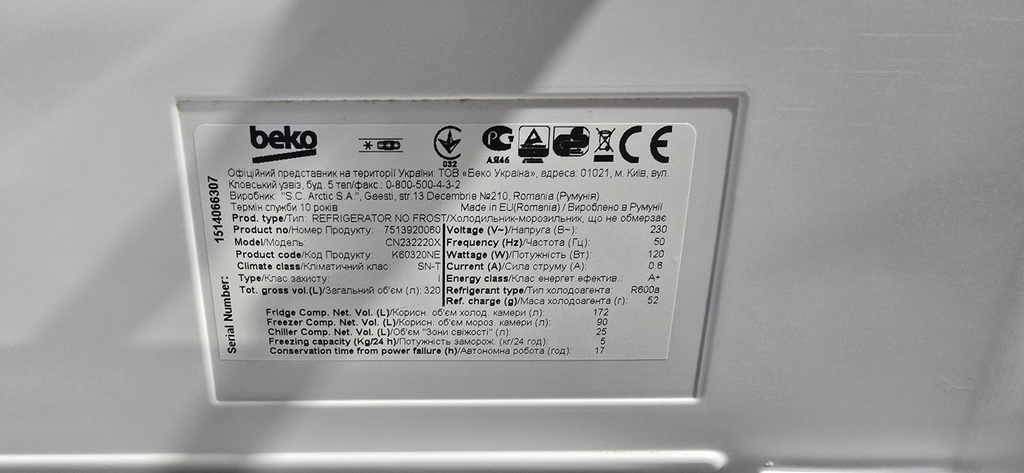 beko
032
АЯ46
Офіційний представник на території України: ТОВ «Беко Україна», адреса: 01021, м. Київ, вул.
Кловський узвіз, буд. 5 тел/факс.: 0-800-500-4-3-2
Виробник: "S.C. Arctic S.A.", Gaesti, str.13 Decembrie №210, Romania (Румунія)
Термін служби 10 років Made in EU(Romania) / Вироблено в Румунії
Prod. type/Тип: REFRIGERATOR NO FROST/Холодильник-морозильник, що не обмерзає
Product no/Номер Продукту: 7513920060
Model/Модель: CN232220X
Product code/Код Продукту: K60320NE
Climate class/Кліматичний клас: SN-T
Type/Клас захисту: I
Tot. gross vol.(L)/Загальний об'єм (л): 320
Voltage (V~)/Напруга (В~): 230
Frequency (Hz)/Частота (Гц): 50
Wattage (W)/Потужність (Вт): 120
Current (A)/Сила струму (А): 0.6
Energy class/Клас енергет.ефектив.: A+
Refrigerant type/Тип холодоагента: R600a
Ref. charge (g)/Маса холодоагента (г): 52
Fridge Comp. Net. Vol. (L)/Корисн. об'єм холод. камери (л): 172
Freezer Comp. Net. Vol. (L)/Корисн. об'єм мороз. камери (л): 90
Chiller Comp. Net. Vol. (L)/Об'єм "Зони свіжості" (л): 25
Freezing capacity (Kg/24 h)/Потужність заморож. (кг/24 год): 5
Conservation time from power failure (h)/Автономна робота (год): 17
Serial Number: 1514066307